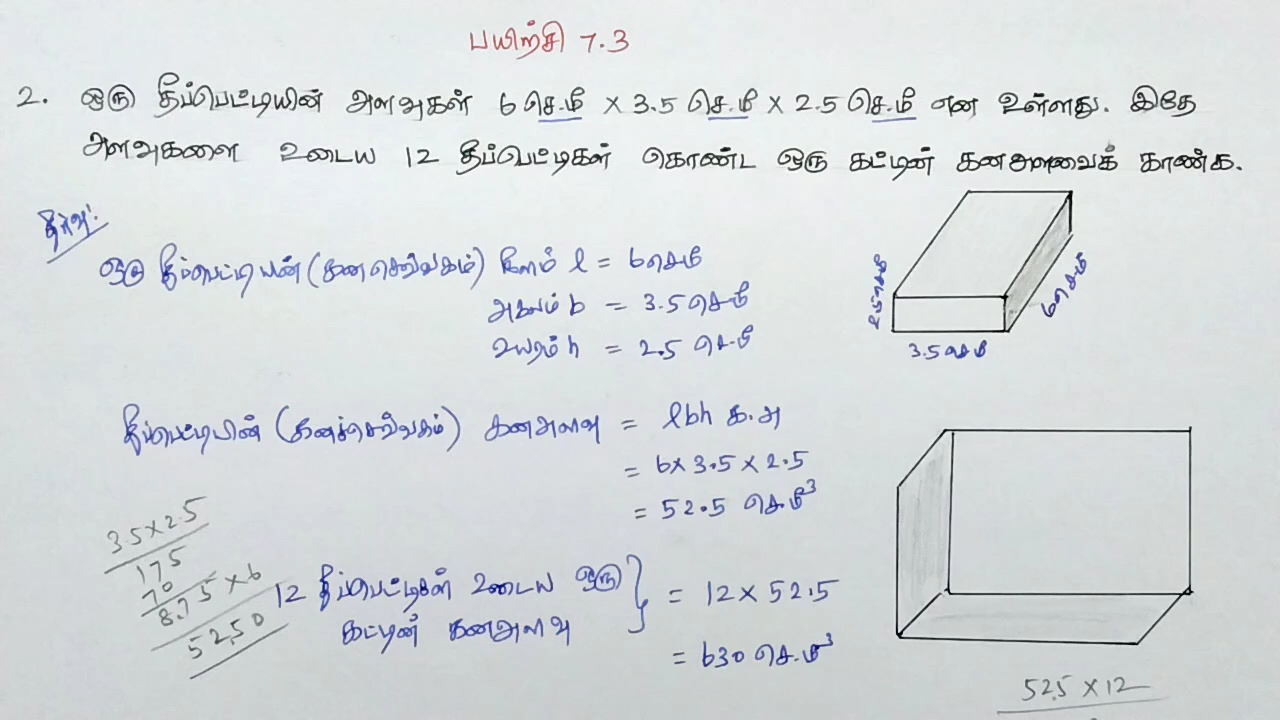 பயிற்சி 7.3
2. ஒரு தீப்பெட்டியின் அளவுகள் 6 செ.மீ x 3.5 செ.மீ x 2.5 செ.மீ என உள்ளது. இதே
அளவுகளை உடைய 12 தீப்பெட்டிகள் கொண்ட ஒரு கட்டின் கனஅளவைக் காண்க.
தீர்வு:
ஒரு தீப்பெட்டியின் (கனசெவ்வகம்) நீளம் l = 6 செ.மீ
அகலம் b = 3.5 செ.மீ
உயரம் h = 2.5 செ.மீ
2.5 செ.மீ
6 செ.மீ
3.5 செ.மீ
தீப்பெட்டியின் (கனச்செவ்வகம்) கனஅளவு = lbh க.அ
= 6 x 3.5 x 2.5
= 52.5 செ.மீ³
3.5 x 2.5
175
70
8.75 x 6
52.50
12 தீப்பெட்டிகள் உடைய ஒரு
கட்டின் கனஅளவு } = 12 x 52.5
= 630 செ.மீ³
52.5 x 12